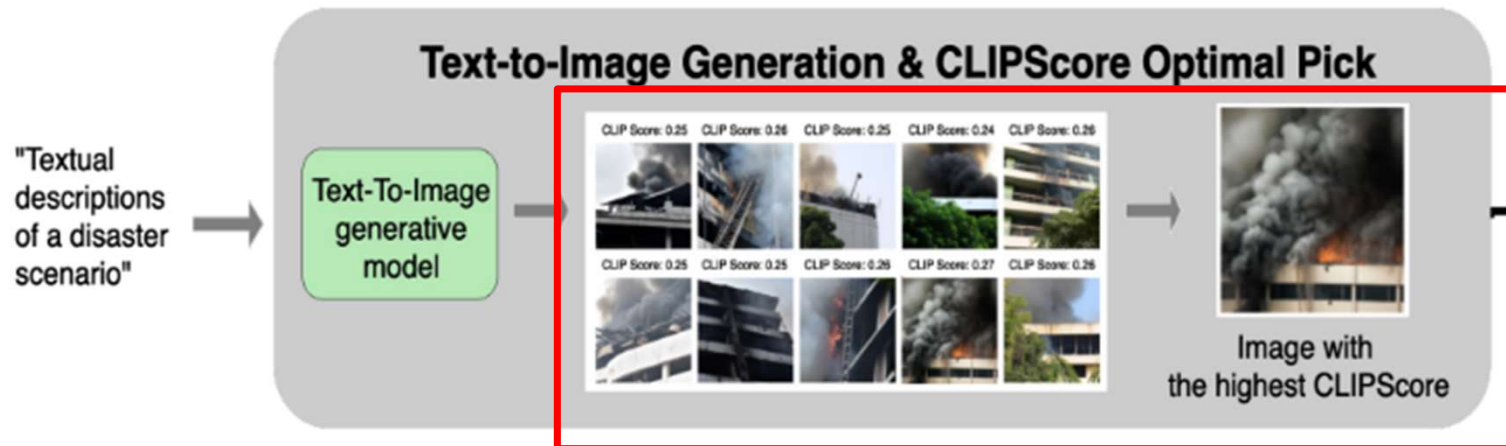 Text-to-Image Generation & CLIPScore Optimal Pick
"Textual
descriptions
of a disaster
scenario"
Text-To-Image
generative
model
CLIP Score: 0.25 CLIP Score: 0.26 CLIP Score: 0.25 CLIP Score: 0.24 CLIP Score: 0.26
CLIP Score: 0.25 CLIP Score: 0.25 CLIP Score: 0.26 CLIP Score: 0.27 CLIP Score: 0.26
Image with
the highest CLIPScore